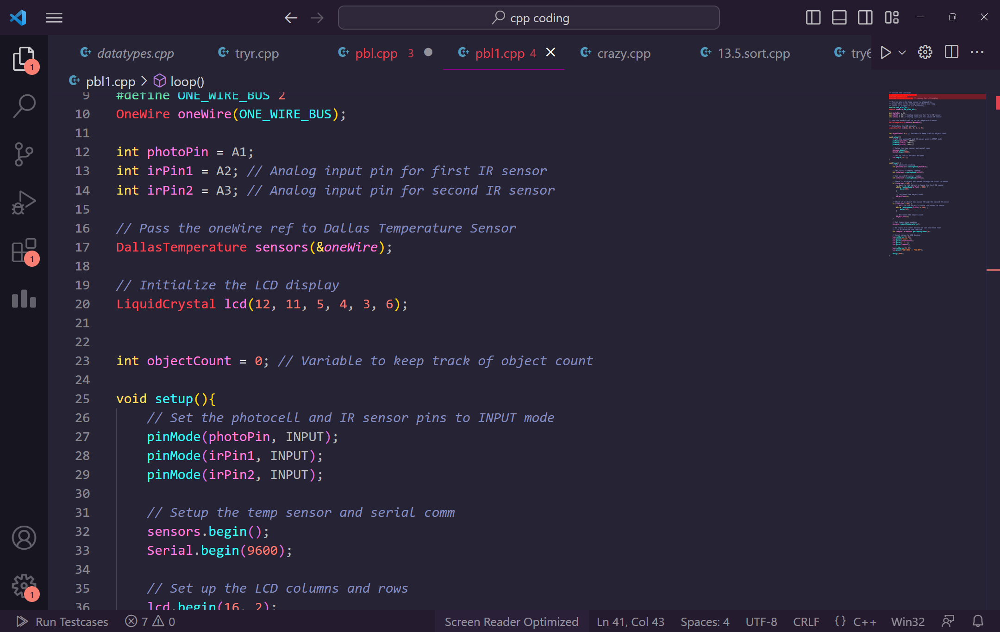 cpp coding
datatypes.cpp
tryr.cpp
pbl.cpp 3
pbl1.cpp 4
crazy.cpp
13.5.sort.cpp
try6
pbl1.cpp > loop()
9 #define ONE_WIRE_BUS 2
10 OneWire oneWire(ONE_WIRE_BUS);
11
12 int photoPin = A1;
13 int irPin1 = A2; // Analog input pin for first IR sensor
14 int irPin2 = A3; // Analog input pin for second IR sensor
15
16 // Pass the oneWire ref to Dallas Temperature Sensor
17 DallasTemperature sensors(&oneWire);
18
19 // Initialize the LCD display
20 LiquidCrystal lcd(12, 11, 5, 4, 3, 6);
21
22
23 int objectCount = 0; // Variable to keep track of object count
24
25 void setup(){
26 // Set the photocell and IR sensor pins to INPUT mode
27 pinMode(photoPin, INPUT);
28 pinMode(irPin1, INPUT);
29 pinMode(irPin2, INPUT);
30
31 // Setup the temp sensor and serial comm
32 sensors.begin();
33 Serial.begin(9600);
34
35 // Set up the LCD columns and rows
36 lcd.begin(16, 2);
1
1
1
Run Testcases 7 0 Screen Reader Optimized Ln 41, Col 43 Spaces: 4 UTF-8 CRLF {} C++ Win32